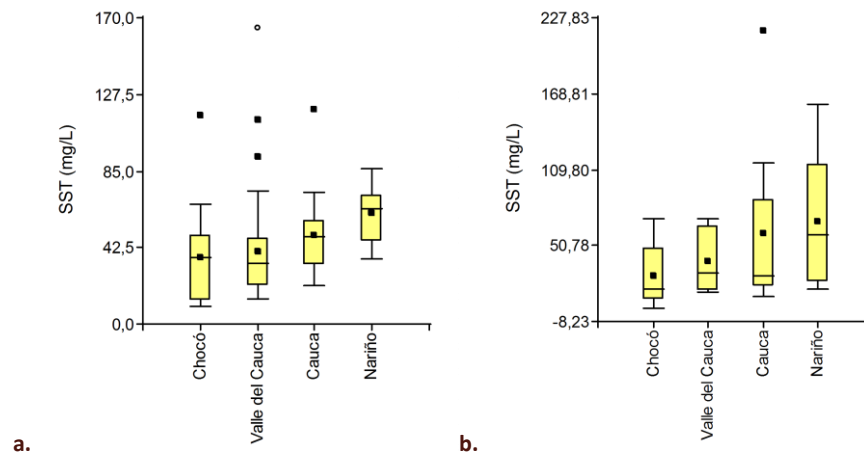 170,0
127,5
85,0
42,5
0,0
SST (mg/L)
Chocó
Valle del Cauca
Cauca
Nariño
a.
227,83
168,81
109,80
50,78
-8,23
SST (mg/L)
Chocó
Valle del Cauca
Cauca
Nariño
b.